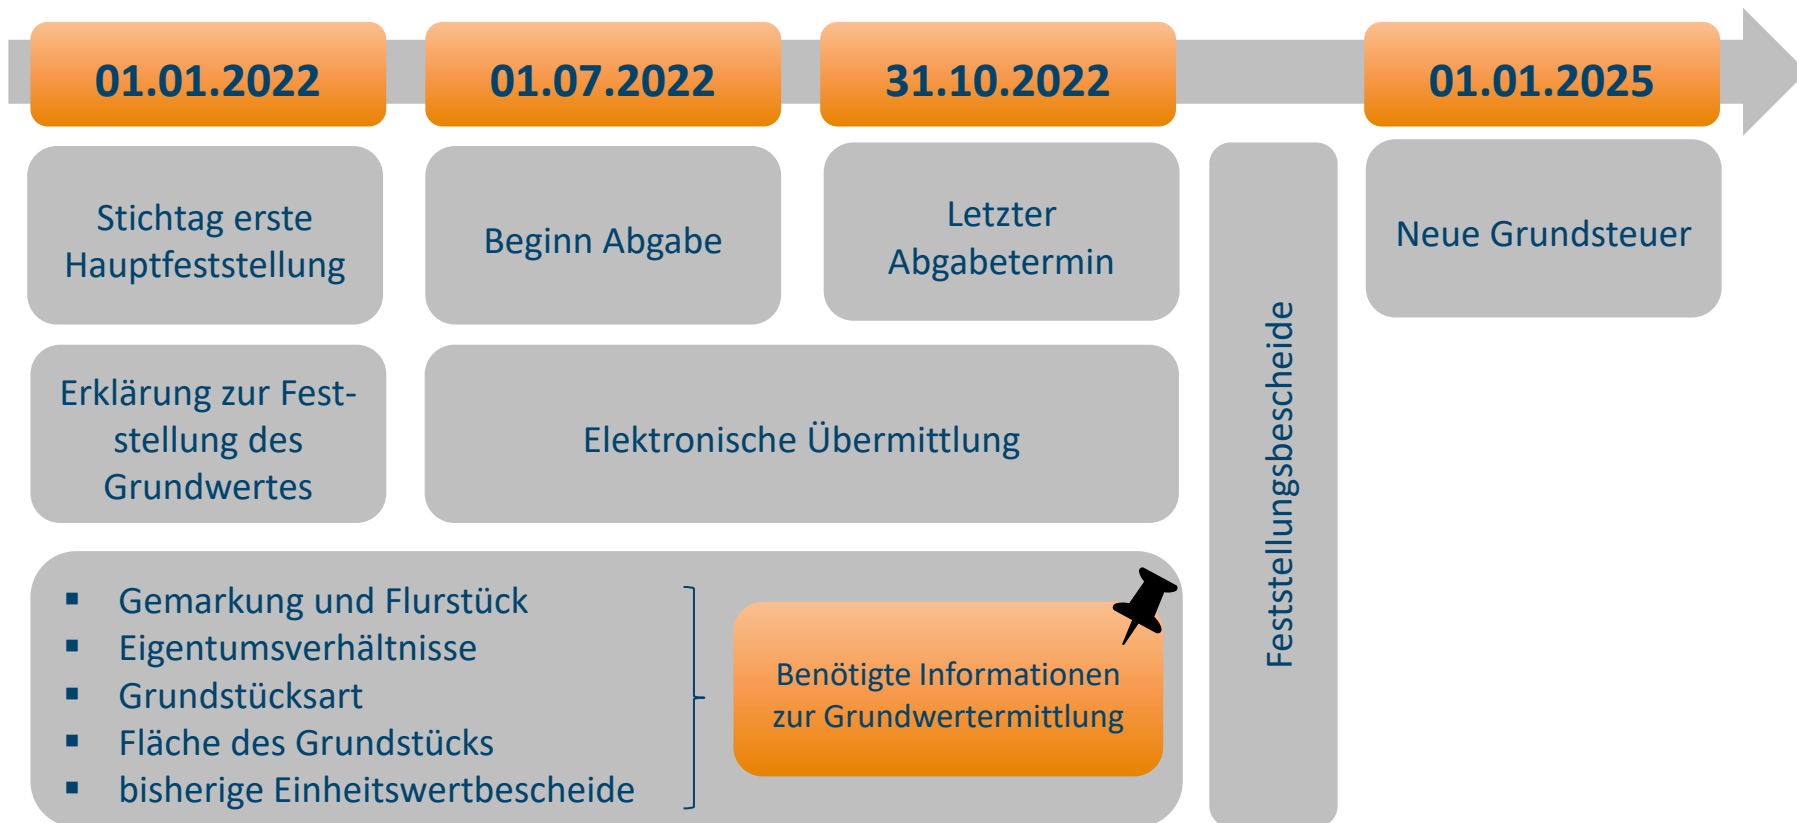 01.01.2022
01.07.2022
31.10.2022
01.01.2025
Stichtag erste
Hauptfeststellung
Beginn Abgabe
Letzter
Abgabetermin
Neue Grundsteuer
Erklärung zur Fest-
stellung des
Grundwertes
Elektronische Übermittlung
Feststellungsbescheide
▪ Gemarkung und Flurstück
▪ Eigentumsverhältnisse
▪ Grundstücksart
▪ Fläche des Grundstücks
▪ bisherige Einheitswertbescheide
Benötigte Informationen
zur Grundwertermittlung